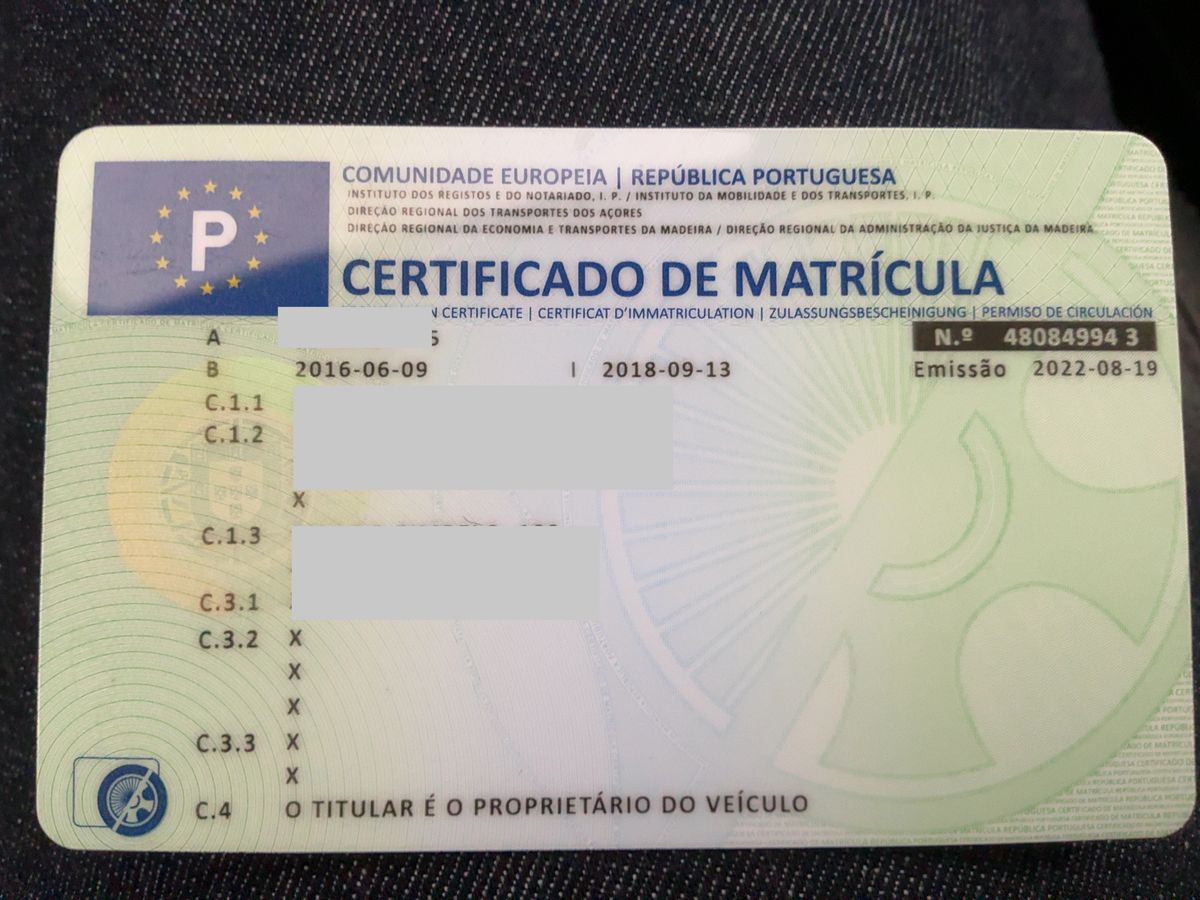 P
COMUNIDADE EUROPEIA | REPÚBLICA PORTUGUESA
INSTITUTO DOS REGISTOS E DO NOTARIADO, I. P. / INSTITUTO DA MOBILIDADE E DOS TRANSPORTES, I. P.
DIREÇÃO REGIONAL DOS TRANSPORTES DOS AÇORES
DIREÇÃO REGIONAL DA ECONOMIA E TRANSPORTES DA MADEIRA / DIREÇÃO REGIONAL DA ADMINISTRAÇÃO DA JUSTIÇA DA MADEIRA
CERTIFICADO DE MATRÍCULA
N CERTIFICATE | CERTIFICAT D'IMMATRICULATION | ZULASSUNGSBESCHEINIGUNG | PERMISO DE CIRCULACIÓN
A 5 N.º 48084994 3
B 2016-06-09 I 2018-09-13 Emissão 2022-08-19
C.1.1
C.1.2
X
C.1.3
C.3.1
C.3.2 X
X
X
C.3.3 X
X
C.4 O TITULAR É O PROPRIETÁRIO DO VEÍCULO